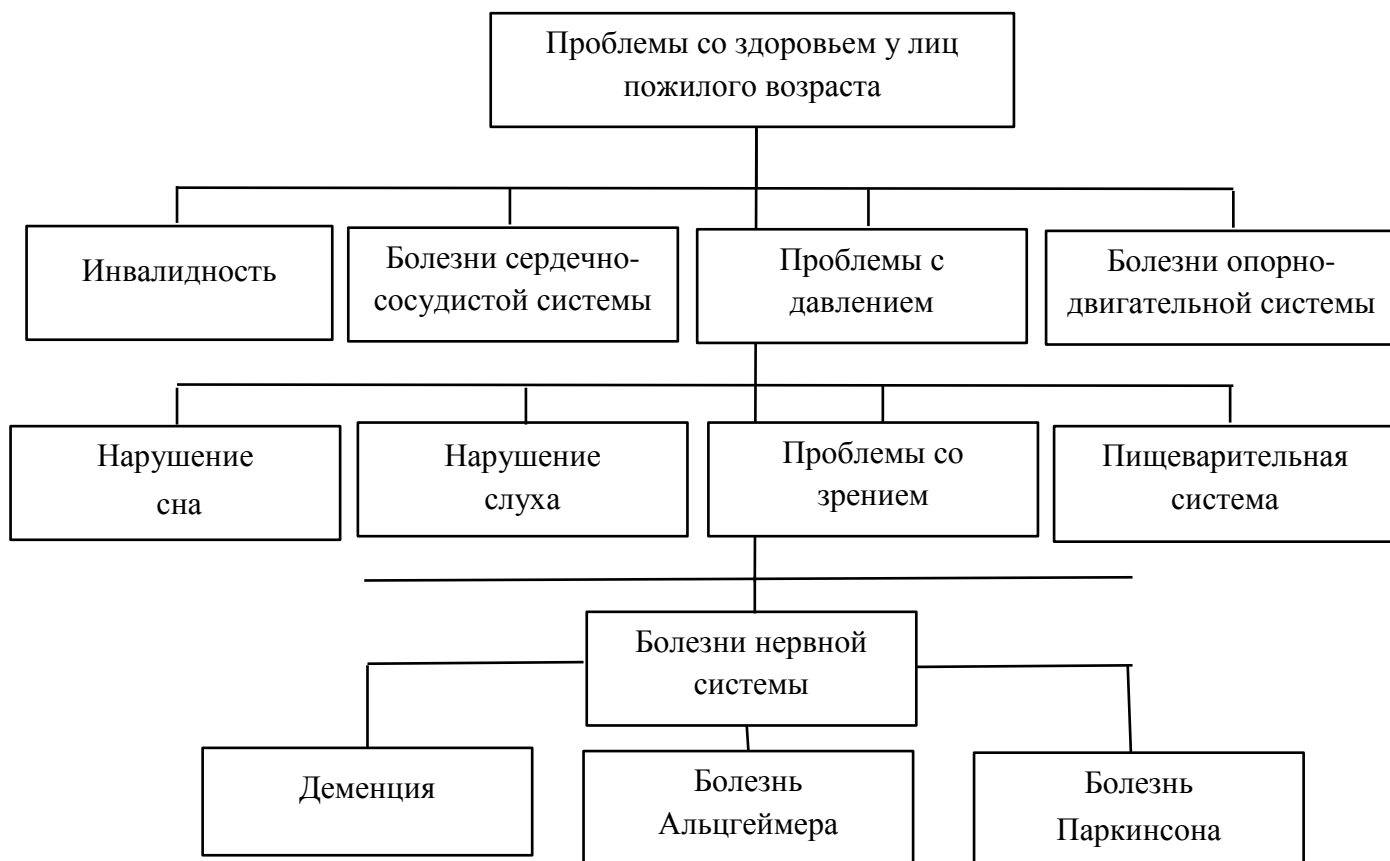 Проблемы со здоровьем у лиц
пожилого возраста
Инвалидность
Болезни сердечно-
сосудистой системы
Проблемы с
давлением
Болезни опорно-
двигательной системы
Нарушение
сна
Нарушение
слуха
Проблемы со
зрением
Пищеварительная
система
Болезни нервной
системы
Деменция
Болезнь
Альцгеймера
Болезнь
Паркинсона